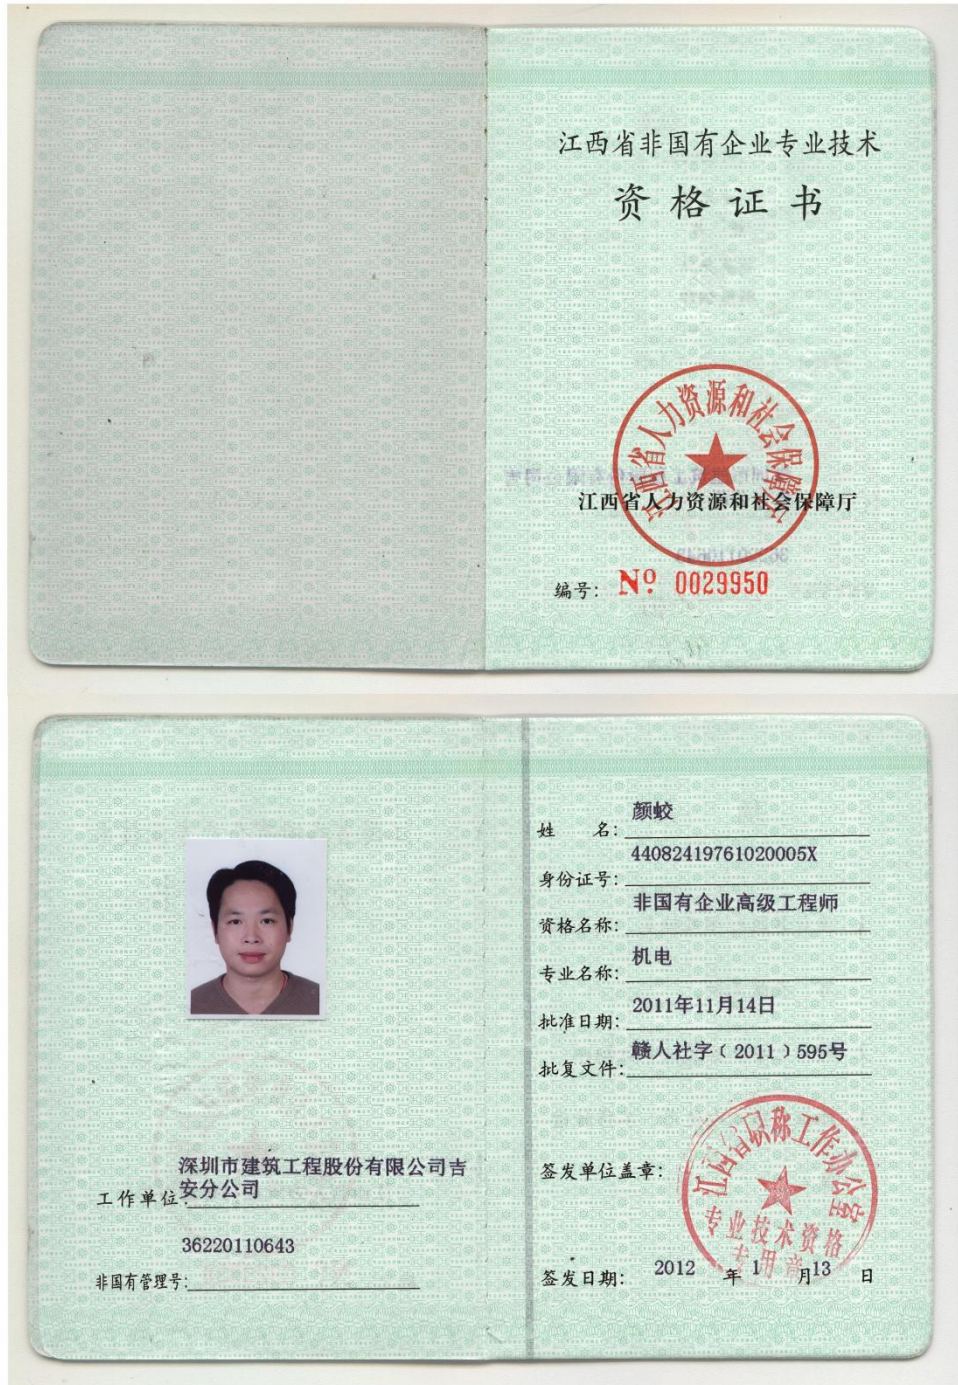 江西省非国有企业专业技术
资格证书
江西省人力资源和社会保障厅
江西省人力资源和社会保障厅
编号: Nº 0029950
颜蛟
姓 名:
44082419761020005X
身份证号:
非国有企业高级工程师
资格名称:
机电
专业名称:
2011年11月14日
批准日期:
赣人社字（2011）595号
批复文件:
江西省职称工作办公室
专业技术资格
专用章
签发单位盖章:
签发日期: 2012 年 1 月 13 日
深圳市建筑工程股份有限公司吉
工作单位:安分公司
36220110643
非国有管理号: